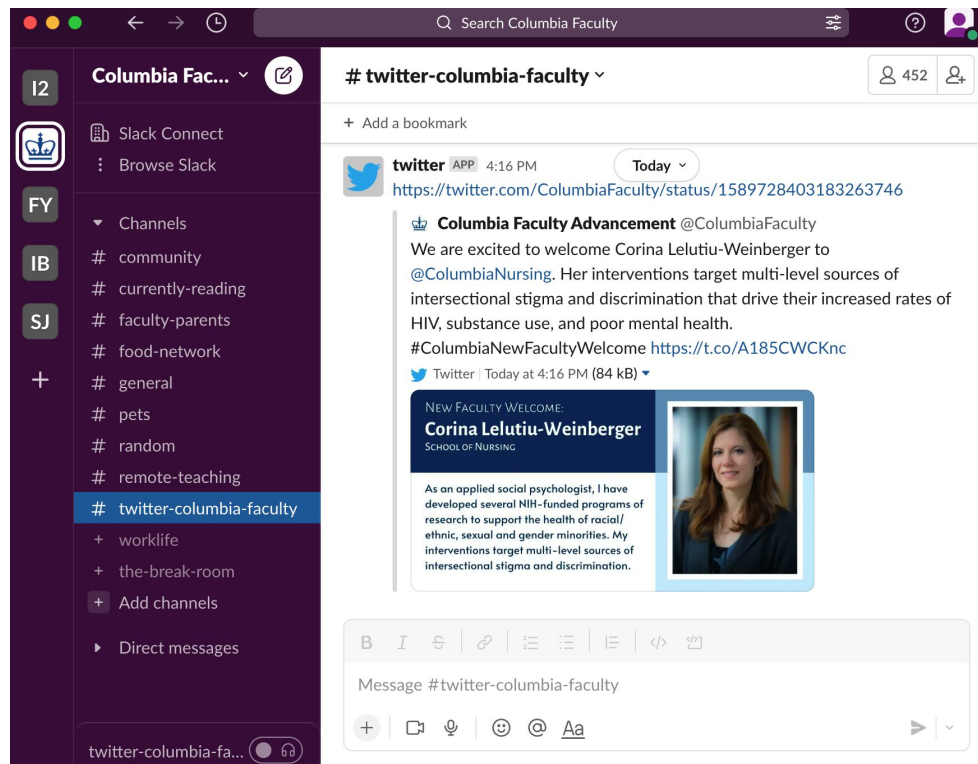 Search Columbia Faculty
I2
FY
IB
SJ
Columbia Fac...
Slack Connect
Browse Slack
Channels
# community
# currently-reading
# faculty-parents
# food-network
# general
# pets
# random
# remote-teaching
# twitter-columbia-faculty
+ worklife
+ the-break-room
+ Add channels
Direct messages
twitter-columbia-fa...
# twitter-columbia-faculty
452
+ Add a bookmark
twitter APP 4:16 PM
Today
https://twitter.com/ColumbiaFaculty/status/1589728403183263746
Columbia Faculty Advancement @ColumbiaFaculty
We are excited to welcome Corina Lelutiu-Weinberger to
@ColumbiaNursing. Her interventions target multi-level sources of
intersectional stigma and discrimination that drive their increased rates of
HIV, substance use, and poor mental health.
#ColumbiaNewFacultyWelcome https://t.co/A185CWCKnc
Twitter | Today at 4:16 PM (84 kB)
NEW FACULTY WELCOME:
Corina Lelutiu-Weinberger
SCHOOL OF NURSING
As an applied social psychologist, I have
developed several NIH-funded programs of
research to support the health of racial/
ethnic, sexual and gender minorities. My
interventions target multi-level sources of
intersectional stigma and discrimination.
B I S
Message #twitter-columbia-faculty
@ Aa